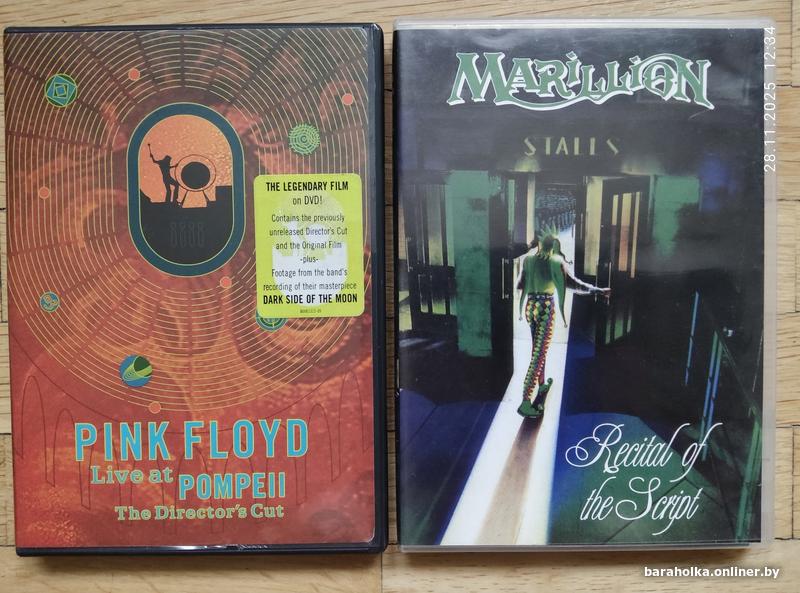 PINK FLOYD
Live at POMPEII
The Director's Cut
THE LEGENDARY FILM
on DVD!
Contains the previously
unreleased Director's Cut
and the Original Film
-plus-
Footage from the band's
recording of their masterpiece
DARK SIDE OF THE MOON
MARILLION
STALLS
Recital of
the Script
28.11.2025 12:34
baraholka.onliner.by